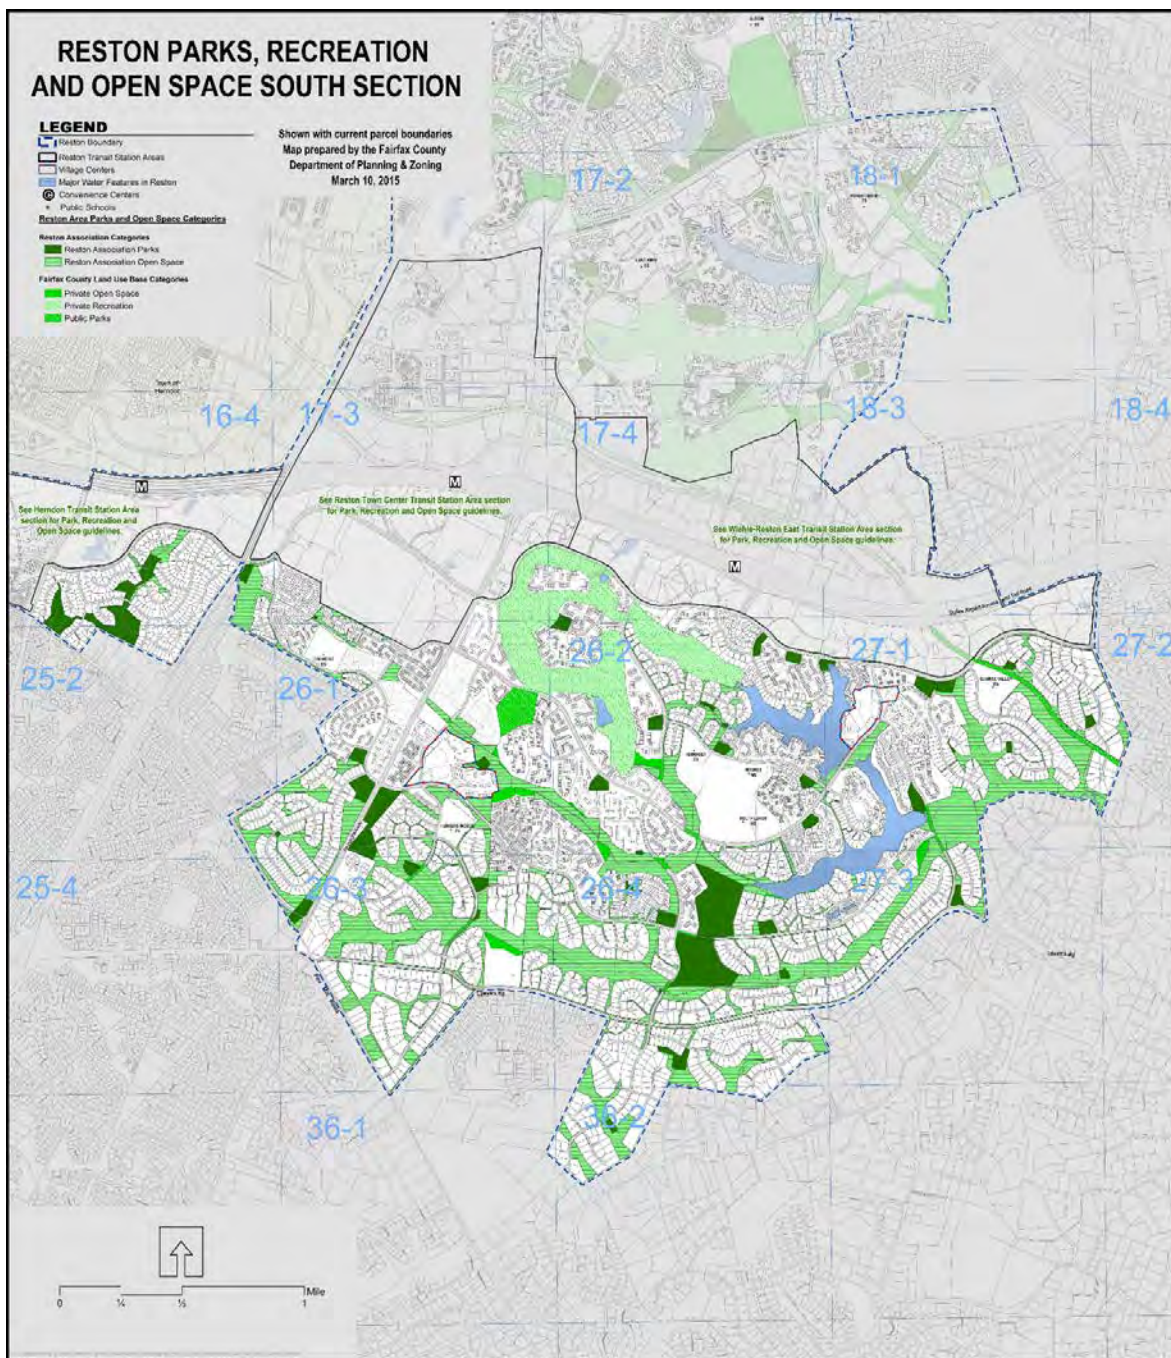 RESTON PARKS, RECREATION
AND OPEN SPACE SOUTH SECTION
LEGEND
Reston Boundary
Reston Transit Station Areas
Village Centers
Major Water Features in Reston
Convenience Centers
Public Schools
Reston Area Parks and Open Space Categories
Reston Association Categories
Reston Association Parks
Reston Association Open Space
Fairfax County Land Use Base Categories
Private Open Space
Private Recreation
Public Parks
Shown with current parcel boundaries
Map prepared by the Fairfax County
Department of Planning & Zoning
March 10, 2015
17-2
18-1
Town of
Herndon
16-4
17-3
17-4
18-3
18-4
M
M
M
See Herndon Transit Station Area
section for Park, Recreation and
Open Space guidelines.
See Reston Town Center Transit Station Area section
for Park, Recreation and Open Space guidelines.
See Wiehle-Reston East Transit Station Area section
for Park, Recreation and Open Space guidelines.
25-2
26-1
26-2
27-1
27-2
25-4
26-3
26-4
27-3
36-1
36-2
0
¼
½
1
Mile